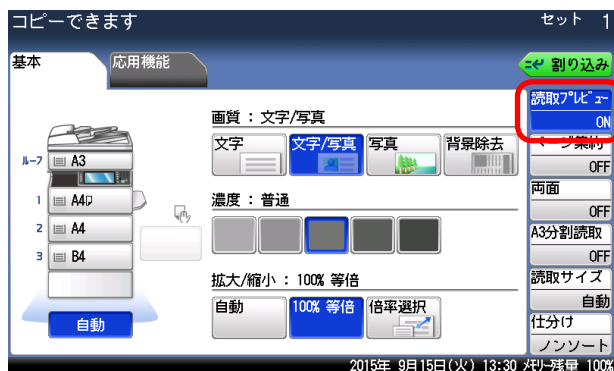 コピーできます
セット 1
基本
応用機能
割り込み
読取プレビュー
ON
ページ集約
OFF
両面
OFF
A3分割読取
OFF
読取サイズ
自動
仕分け
ノンソート
画質：文字/写真
文字
文字/写真
写真
背景除去
濃度：普通
拡大/縮小：100% 等倍
自動
100% 等倍
倍率選択
ルーフ A3
1 A4
2 A4
3 B4
自動
2015年 9月15日(火) 13:30 メモリー残量 100%